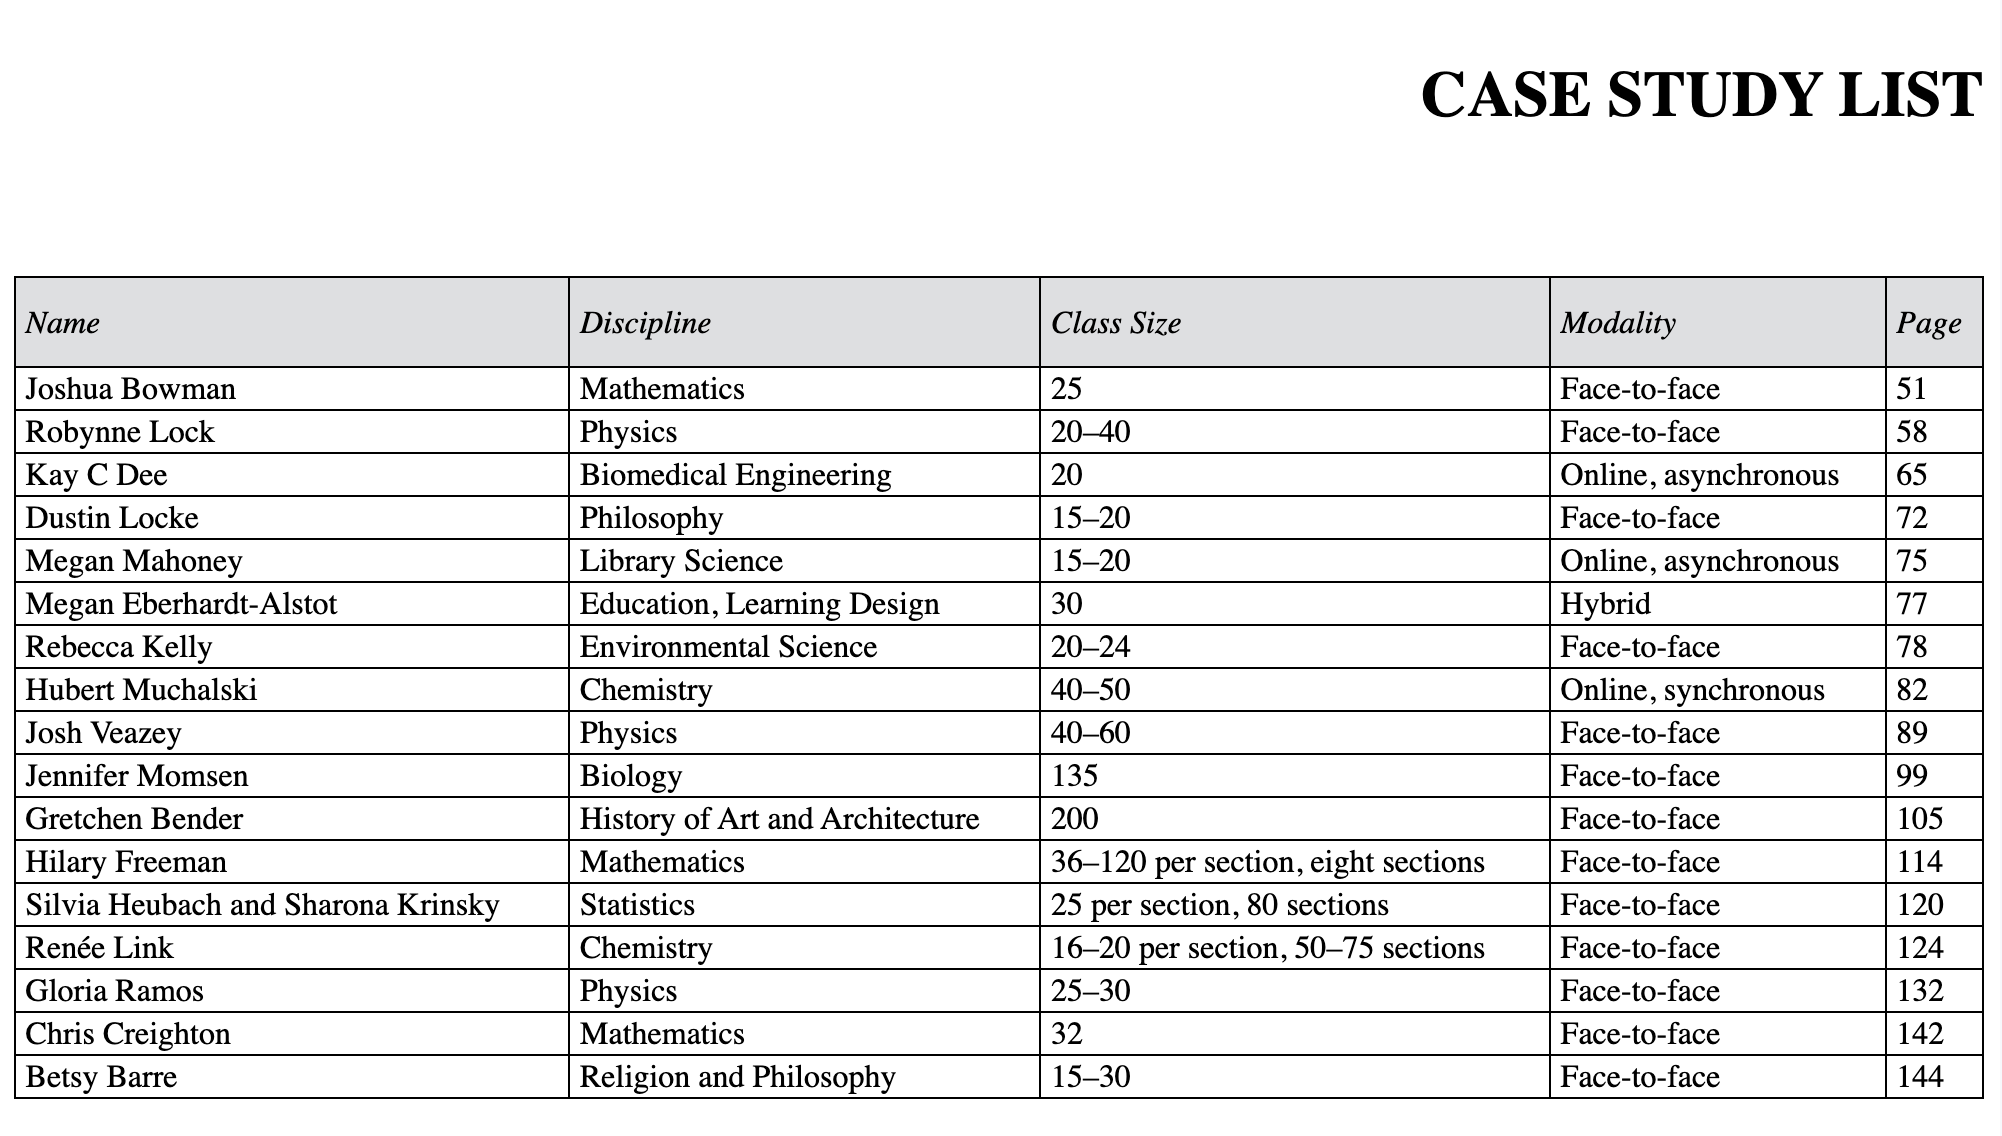 CASE STUDY LIST
Name Discipline Class Size Modality Page
Joshua Bowman Mathematics 25 Face-to-face 51
Robynne Lock Physics 20–40 Face-to-face 58
Kay C Dee Biomedical Engineering 20 Online, asynchronous 65
Dustin Locke Philosophy 15–20 Face-to-face 72
Megan Mahoney Library Science 15–20 Online, asynchronous 75
Megan Eberhardt-Alstot Education, Learning Design 30 Hybrid 77
Rebecca Kelly Environmental Science 20–24 Face-to-face 78
Hubert Muchalski Chemistry 40–50 Online, synchronous 82
Josh Veazey Physics 40–60 Face-to-face 89
Jennifer Momsen Biology 135 Face-to-face 99
Gretchen Bender History of Art and Architecture 200 Face-to-face 105
Hilary Freeman Mathematics 36–120 per section, eight sections Face-to-face 114
Silvia Heubach and Sharona Krinsky Statistics 25 per section, 80 sections Face-to-face 120
Renée Link Chemistry 16–20 per section, 50–75 sections Face-to-face 124
Gloria Ramos Physics 25–30 Face-to-face 132
Chris Creighton Mathematics 32 Face-to-face 142
Betsy Barre Religion and Philosophy 15–30 Face-to-face 144